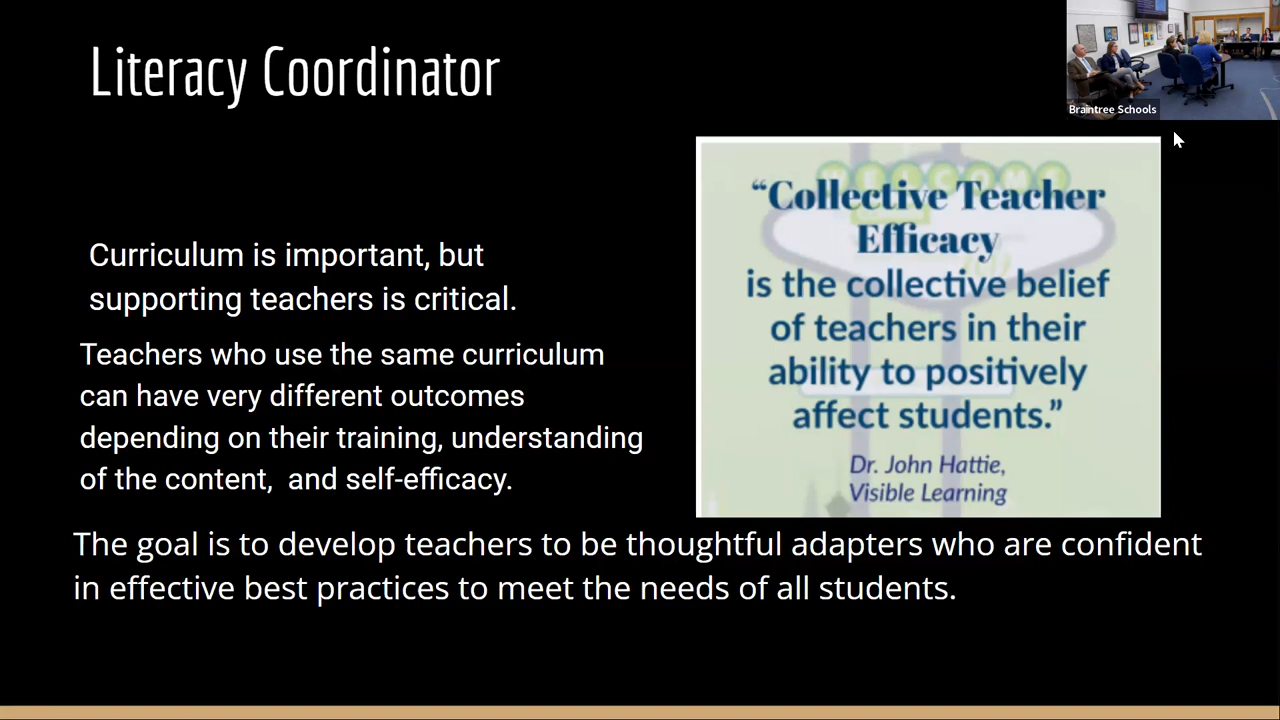 Literacy Coordinator
Braintree Schools
Curriculum is important, but
supporting teachers is critical.
Teachers who use the same curriculum
can have very different outcomes
depending on their training, understanding
of the content,  and self-efficacy.
WELCOME
“Collective Teacher
Efficacy
is the collective belief
of teachers in their
ability to positively
affect students.”
Dr. John Hattie,
Visible Learning
The goal is to develop teachers to be thoughtful adapters who are confident
in effective best practices to meet the needs of all students.